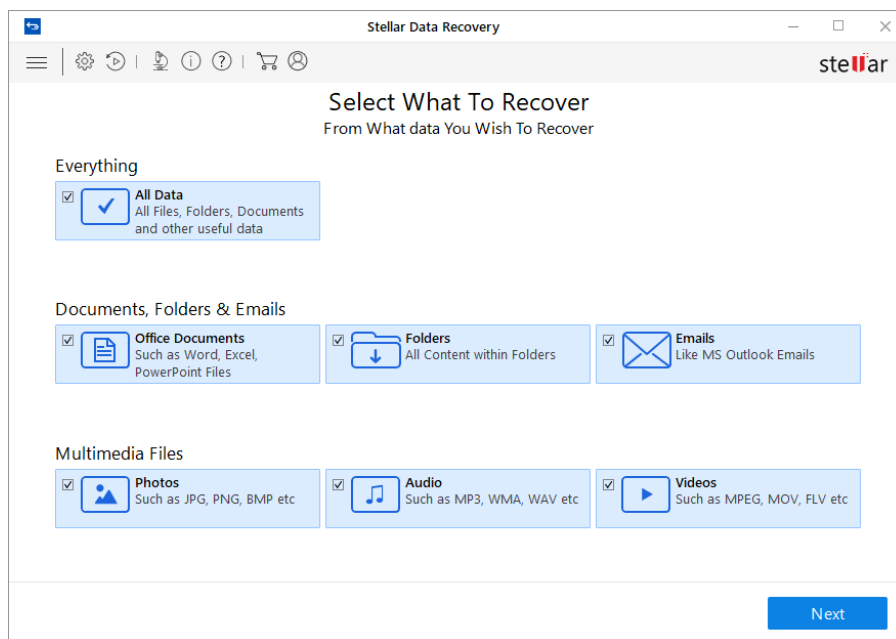 Stellar Data Recovery
stellar
Select What To Recover
From What data You Wish To Recover
Everything
All Data
All Files, Folders, Documents
and other useful data
Documents, Folders & Emails
Office Documents
Such as Word, Excel,
PowerPoint Files
Folders
All Content within Folders
Emails
Like MS Outlook Emails
Multimedia Files
Photos
Such as JPG, PNG, BMP etc
Audio
Such as MP3, WMA, WAV etc
Videos
Such as MPEG, MOV, FLV etc
Next